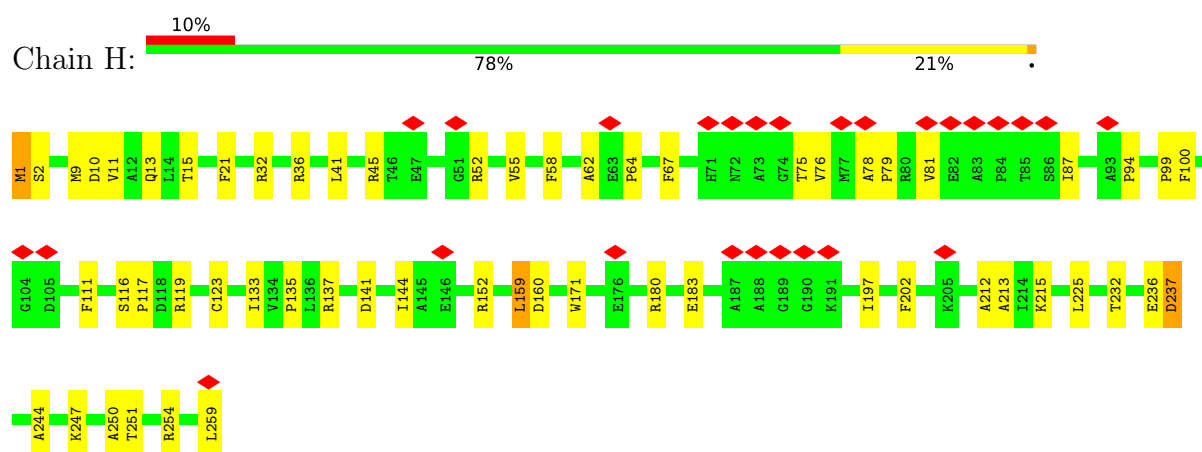 10%
Chain H:
78% 21% •
M1 S2 M9 D10 V11 A12 Q13 L14 T15 F21 R32 R36 L41 R45 T46 E47 G51 R52 V55 F58 A62 E63 P64 F67 H71 N72 A73 G74 T75 V76 M77 A78 P79 R80 V81 E82 A83 P84 T85 S86 I87 A93 P94 P99 F100
G104 D105 F111 S116 P117 D118 R119 C123 I133 V134 P135 L136 R137 D141 I144 A145 E146 R152 L159 D160 W171 E176 R180 E183 A187 A188 G189 G190 K191 I197 F202 K205 A212 A213 I214 K215 L225 T232 E236 D237
A244 K247 A250 T251 R254 L259